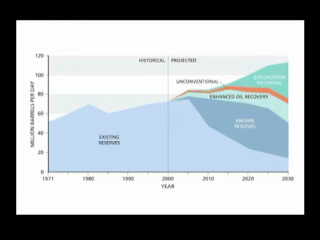 120
HISTORICAL
PROJECTED
100
UNCONVENTIONAL
EXPLORATION
POTENTIAL
80
ENHANCED OIL RECOVERY
MILLION BARRELS PER DAY
60
KNOWN
RESERVES
EXISTING
RESERVES
40
20
0
1971
1980
1990
2000
2010
2020
2030
YEAR